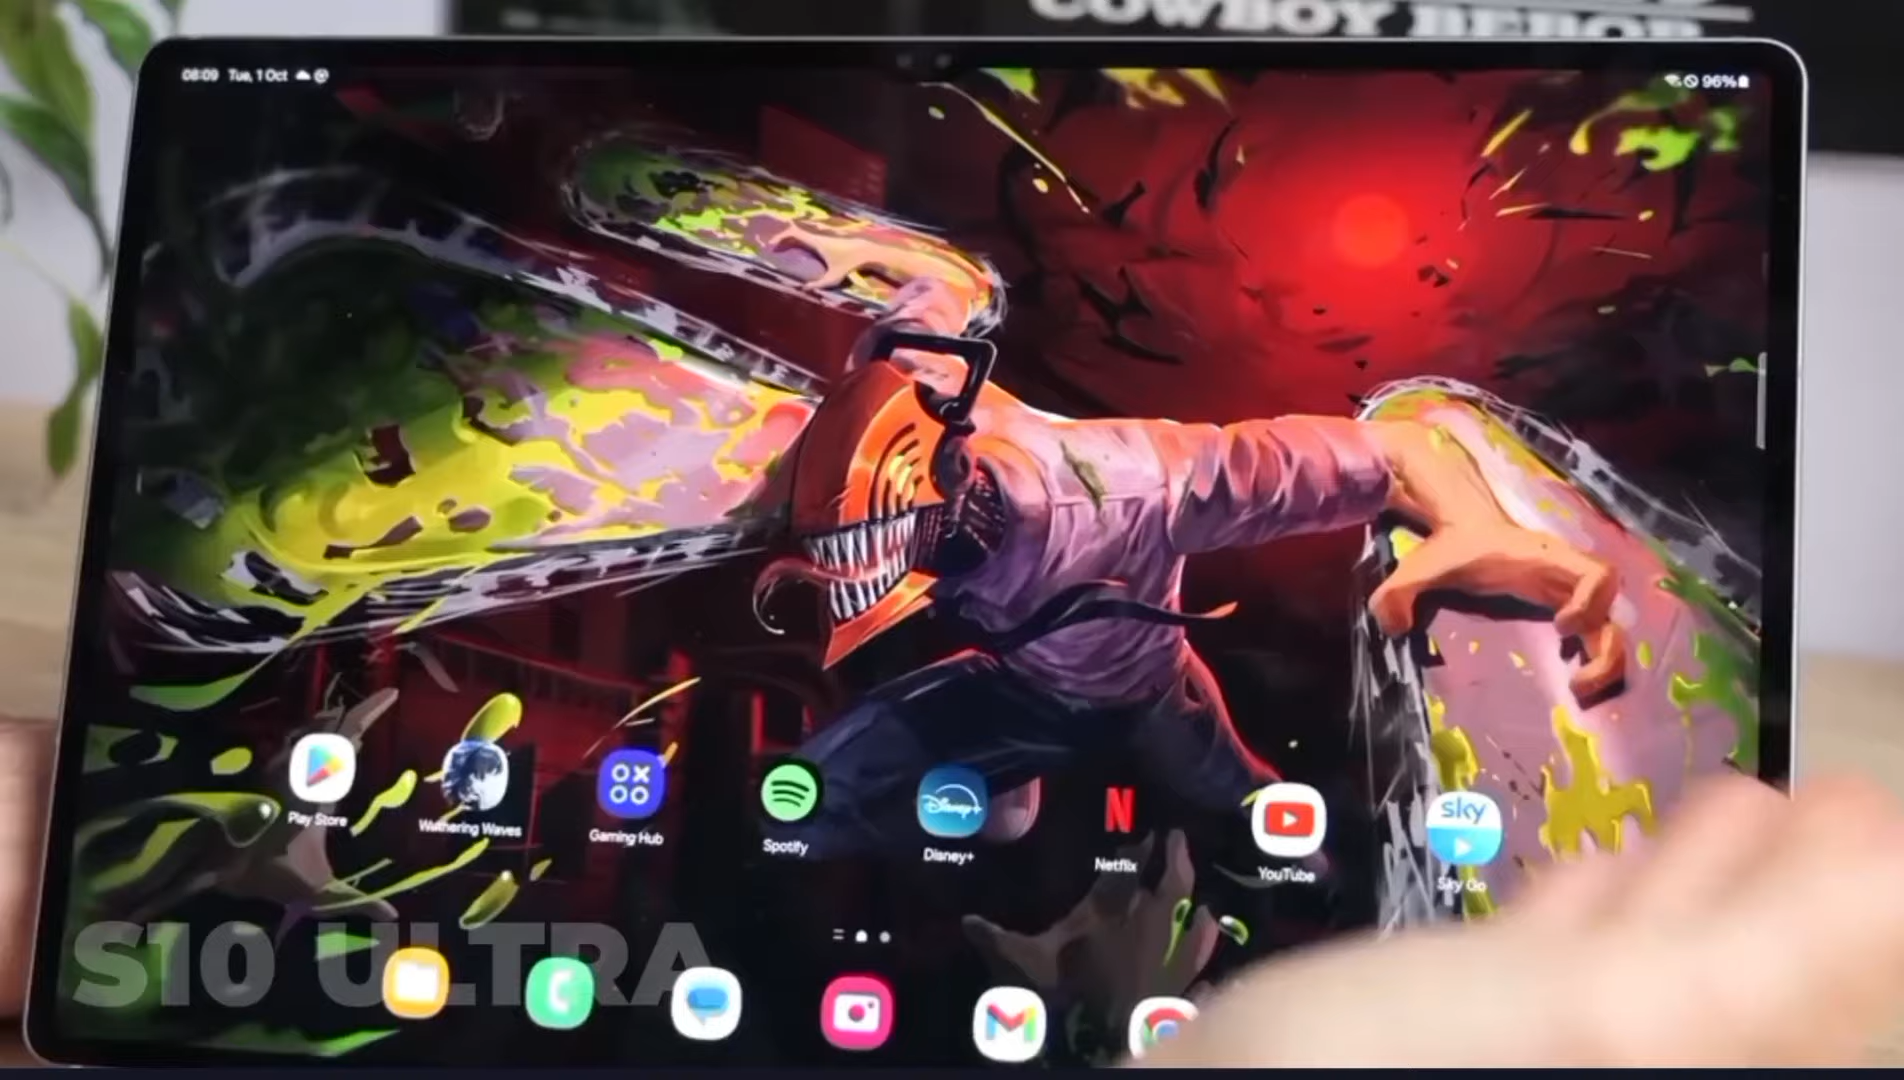 COWBOY BEBOP
08:09 Tue, 1 Oct
96%
Play Store
Wuthering Waves
Gaming Hub
Spotify
Disney+
Disney+
N
Netflix
YouTube
sky
Sky Go
S10 ULTRA